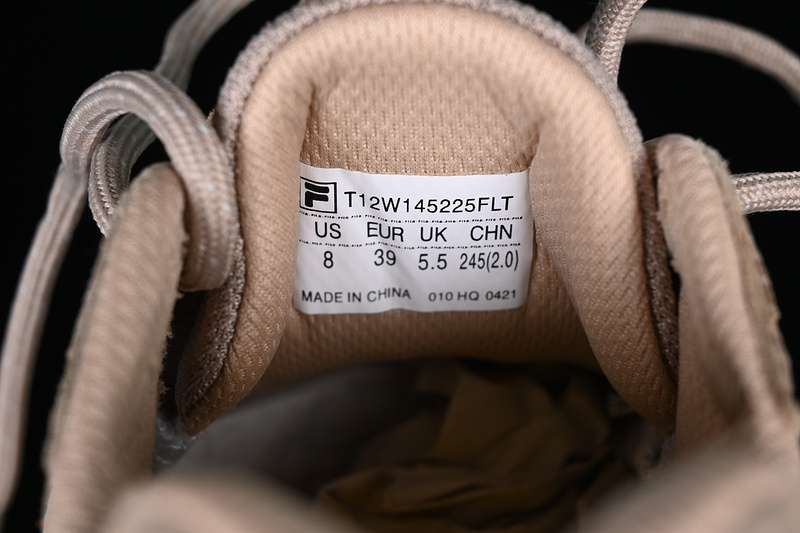 T12W145225FLT
US EUR UK CHN
8 39 5.5 245(2.0)
MADE IN CHINA 010 HQ 0421